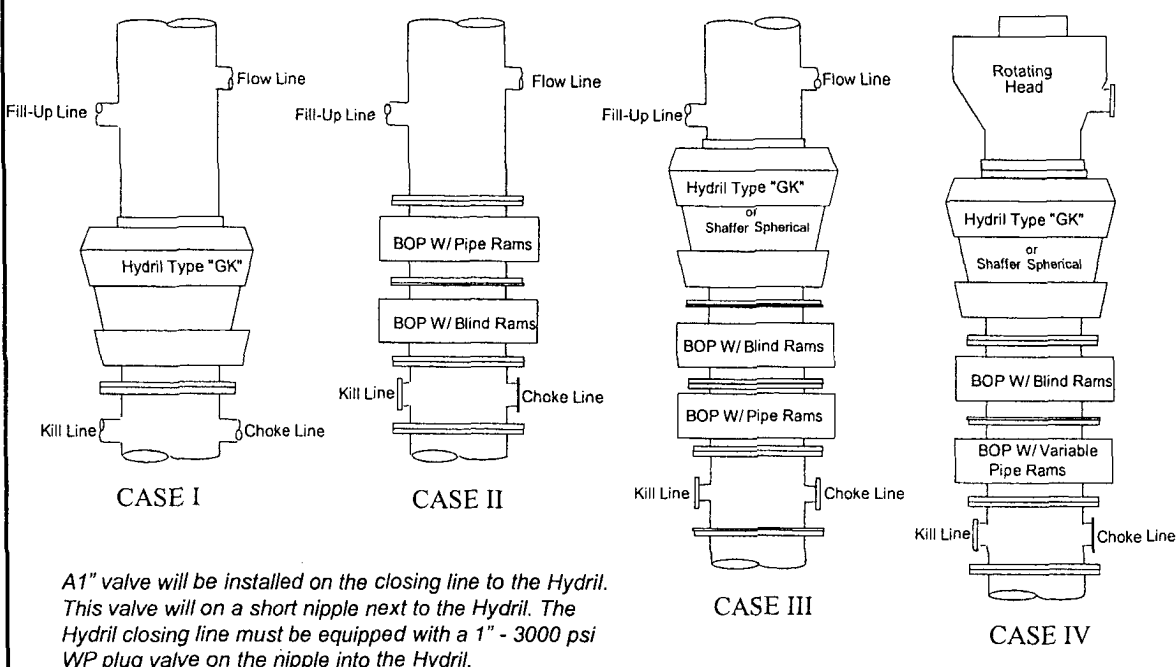 Flow Line
Fill-Up Line
Hydril Type "GK"
Kill Line
Choke Line
CASE I
Flow Line
Fill-Up Line
BOP W/ Pipe Rams
BOP W/ Blind Rams
Kill Line
Choke Line
CASE II
Flow Line
Fill-Up Line
Hydril Type "GK"
or
Shaffer Spherical
BOP W/ Blind Rams
BOP W/ Pipe Rams
Kill Line
Choke Line
CASE III
Rotating
Head
Hydril Type "GK"
or
Shaffer Spherical
BOP W/ Blind Rams
BOP W/ Variable
Pipe Rams
Kill Line
Choke Line
CASE IV
A1" valve will be installed on the closing line to the Hydril.
This valve will on a short nipple next to the Hydril. The
Hydril closing line must be equipped with a 1" - 3000 psi
WP plug valve on the nipple into the Hydril.